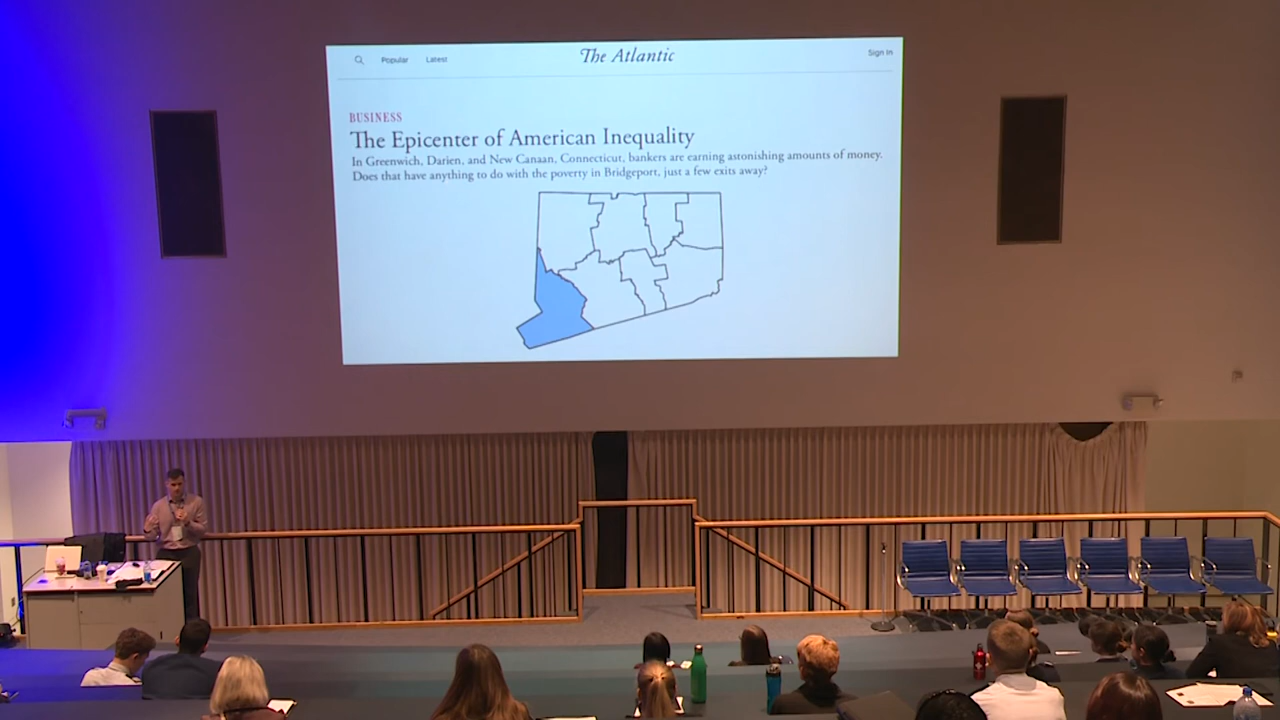 The Atlantic
Popular Latest
Sign In
BUSINESS
The Epicenter of American Inequality
In Greenwich, Darien, and New Canaan, Connecticut, bankers are earning astonishing amounts of money.
Does that have anything to do with the poverty in Bridgeport, just a few exits away?